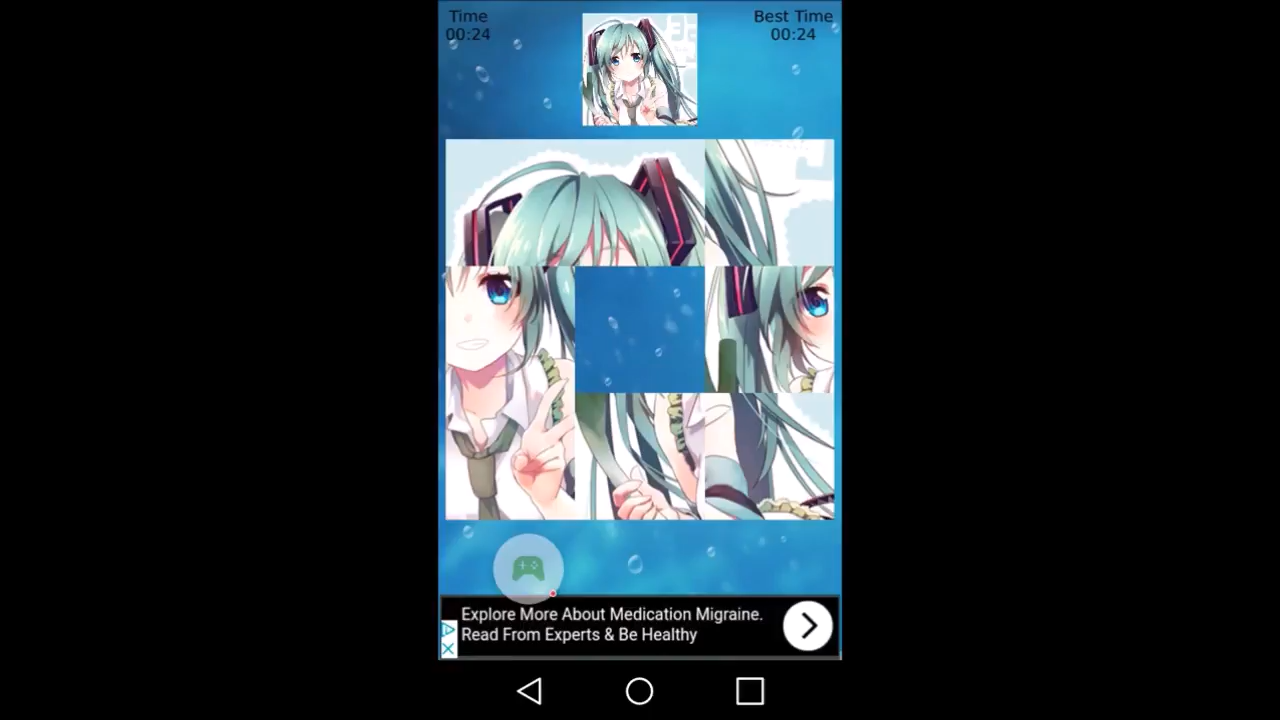 Time
00:24
Best Time
00:24
Explore More About Medication Migraine.
Read From Experts & Be Healthy